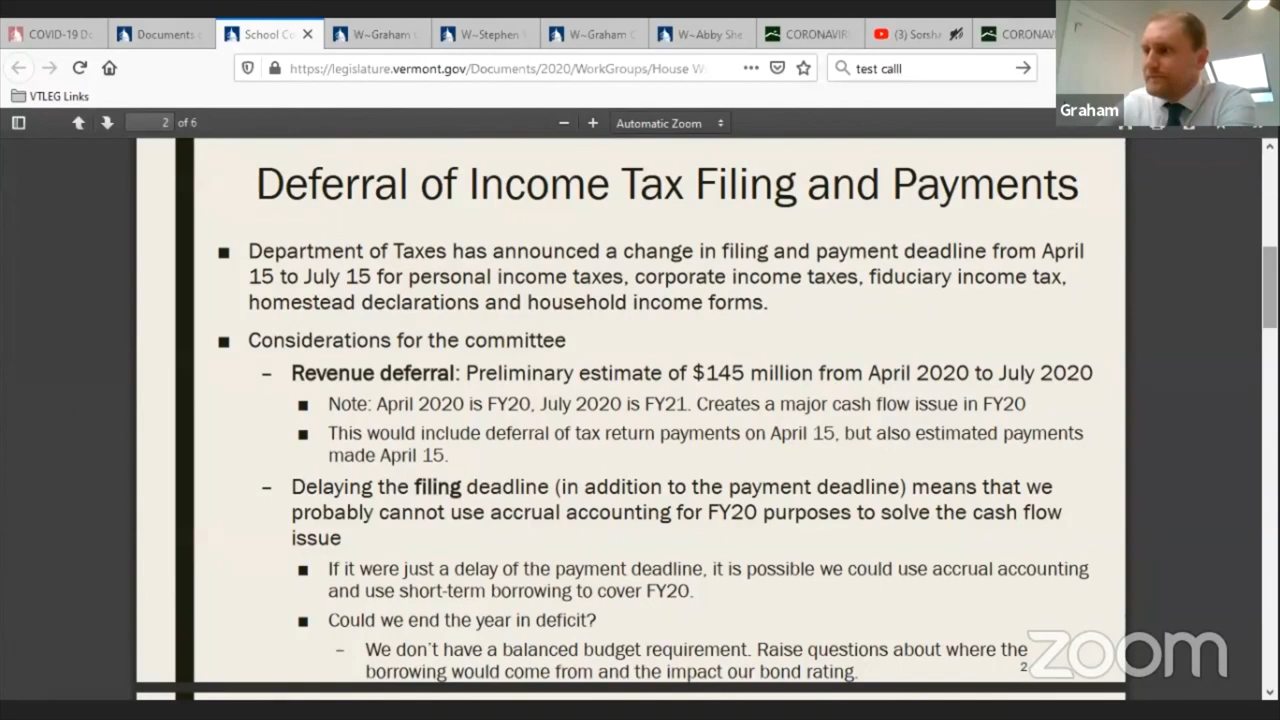 COVID-19 Do
Documents
School Co
W~Graham
W~Stephen
W~Graham C
W~Abby She
CORONAVIR
(3) Sorsha
CORONAV
https://legislature.vermont.gov/Documents/2020/WorkGroups/House W
test calll
VTLEG Links
Graham
2 of 6
Automatic Zoom
Deferral of Income Tax Filing and Payments
■ Department of Taxes has announced a change in filing and payment deadline from April
15 to July 15 for personal income taxes, corporate income taxes, fiduciary income tax,
homestead declarations and household income forms.
■ Considerations for the committee
– Revenue deferral: Preliminary estimate of $145 million from April 2020 to July 2020
■ Note: April 2020 is FY20, July 2020 is FY21. Creates a major cash flow issue in FY20
■ This would include deferral of tax return payments on April 15, but also estimated payments
made April 15.
– Delaying the filing deadline (in addition to the payment deadline) means that we
probably cannot use accrual accounting for FY20 purposes to solve the cash flow
issue
■ If it were just a delay of the payment deadline, it is possible we could use accrual accounting
and use short-term borrowing to cover FY20.
■ Could we end the year in deficit?
– We don't have a balanced budget requirement. Raise questions about where the
borrowing would come from and the impact our bond rating.
2
zoom